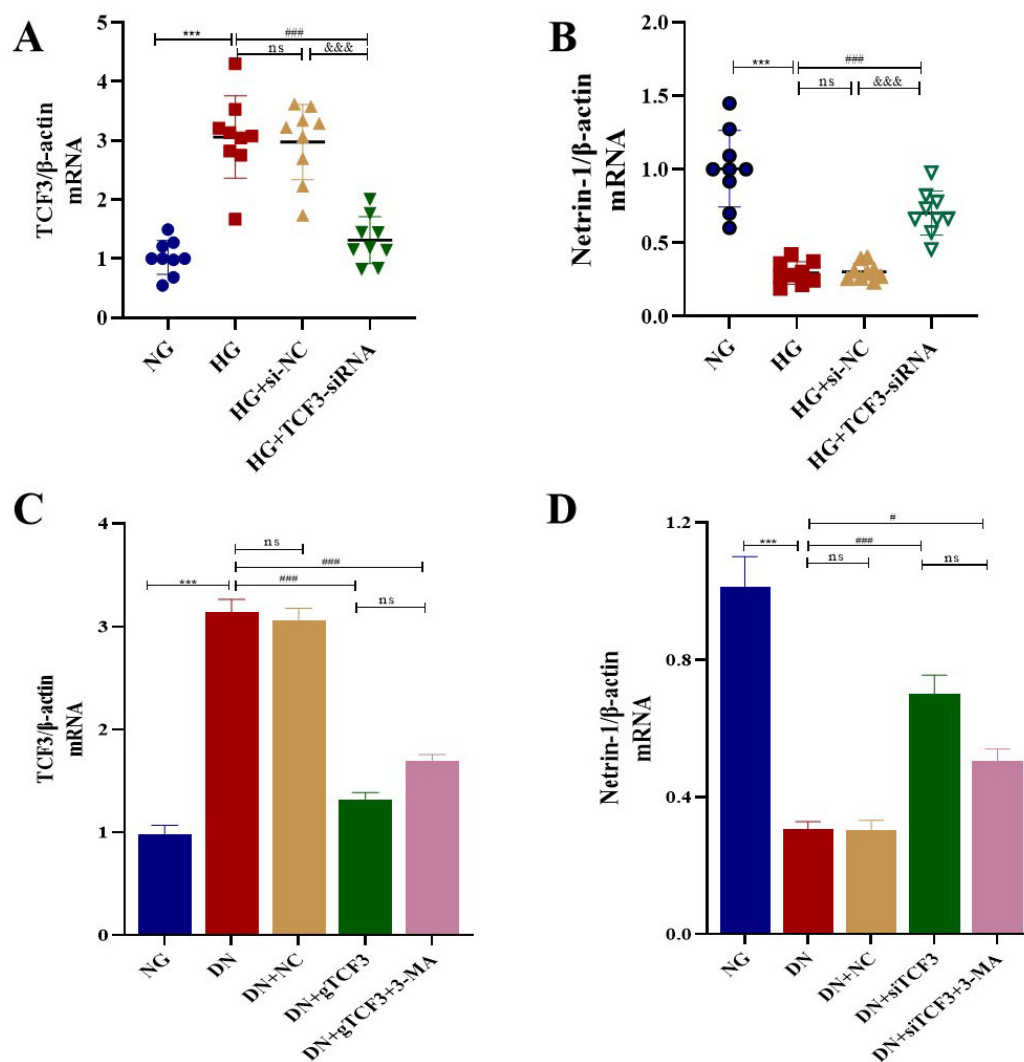 A
TCF3/β-actin
mRNA
5
4
3
2
1
0
***
###
ns
&&&
NG
HG
HG+si-NC
HG+TCF3-siRNA
B
Netrin-1/β-actin
mRNA
2.0
1.5
1.0
0.5
0.0
***
###
ns
&&&
NG
HG
HG+si-NC
HG+TCF3-siRNA
C
TCF3/β-actin
mRNA
4
3
2
1
0
ns
###
***
###
ns
NG
DN
DN+NC
DN+gTCF3
DN+gTCF3+3-MA
D
Netrin-1/β-actin
mRNA
1.2
0.8
0.4
0.0
#
***
###
ns
ns
NG
DN
DN+NC
DN+siTCF3
DN+siTCF3+3-MA